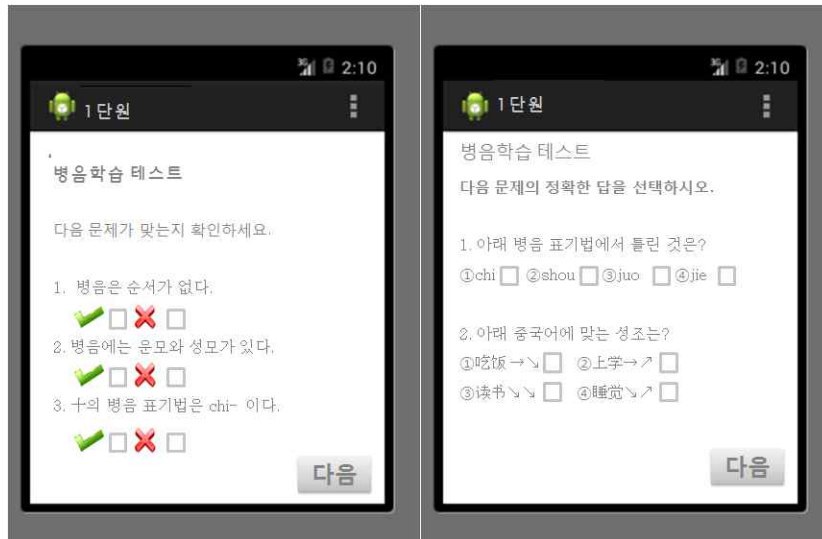 2:10
1단원
병음학습 테스트
다음 문제가 맞는지 확인하세요.
1. 병음은 순서가 없다.
2. 병음에는 운모와 성모가 있다.
3. 十의 병음 표기법은 chi- 이다.
다음
2:10
1단원
병음학습 테스트
다음 문제의 정확한 답을 선택하시오.
1. 아래 병음 표기법에서 틀린 것은?
①chi ②shou ③juo ④jie
2. 아래 중국어에 맞는 성조는?
①吃饭→↘ ②上学→↗
③读书↘↘ ④睡觉↘↗
다음